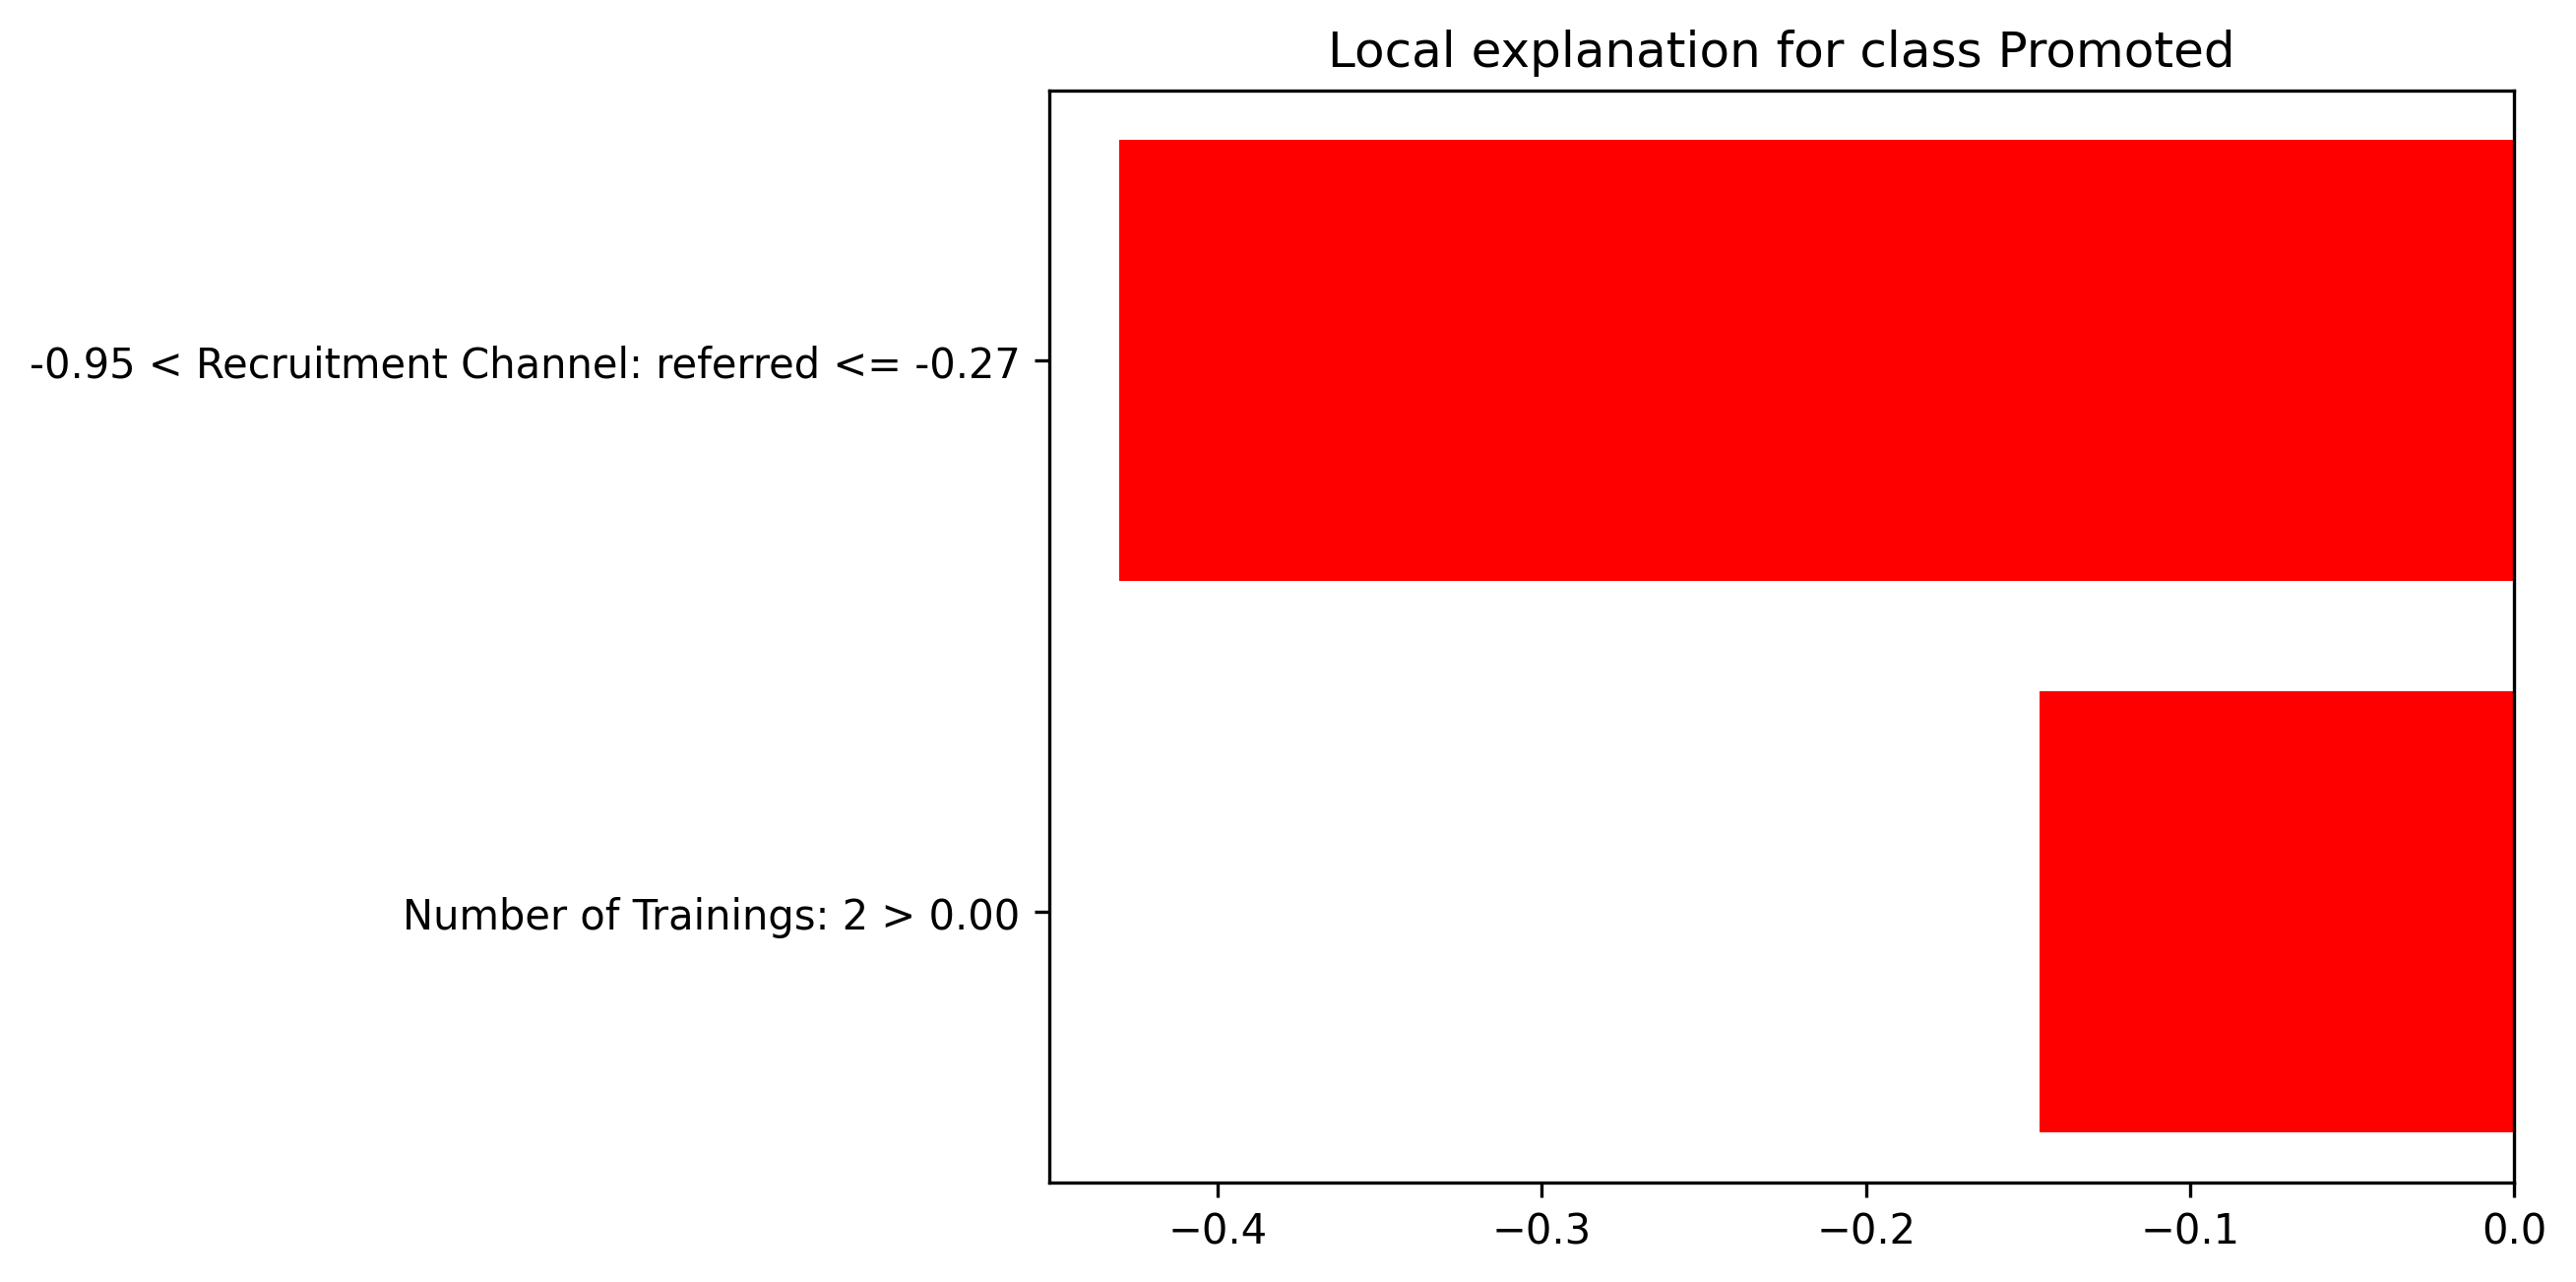 Local explanation for class Promoted
-0.95 < Recruitment Channel: referred <= -0.27
Number of Trainings: 2 > 0.00
−0.4 −0.3 −0.2 −0.1 0.0